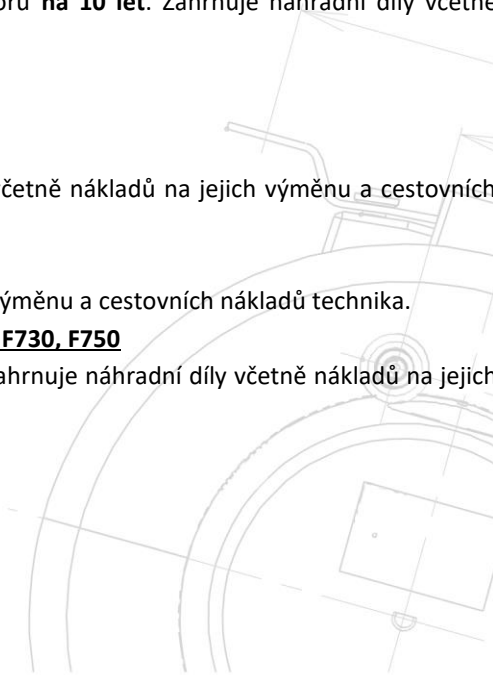 oru na 10 let. Zahrnuje náhradní díly včetně
četně nákladů na jejich výměnu a cestovních
ýměnu a cestovních nákladů technika.
F730, F750
ahrnuje náhradní díly včetně nákladů na jejich